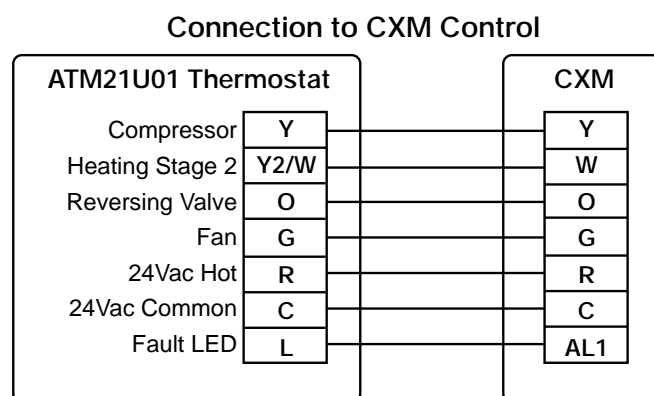 Connection to CXM Control
ATM21U01 Thermostat CXM
Compressor Y Y
Heating Stage 2 Y2/W W
Reversing Valve O O
Fan G G
24Vac Hot R R
24Vac Common C C
Fault LED L AL1